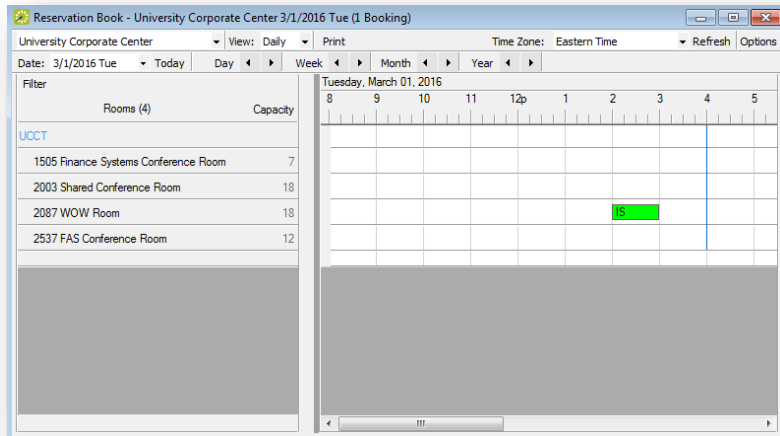 Reservation Book - University Corporate Center 3/1/2016 Tue (1 Booking)
University Corporate Center View: Daily Print Time Zone: Eastern Time Refresh Options
Date: 3/1/2016 Tue Today Day Week Month Year
Filter Tuesday, March 01, 2016
Rooms (4) Capacity 8 9 10 11 12p 1 2 3 4 5
UCCT
1505 Finance Systems Conference Room 7
2003 Shared Conference Room 18
2087 WOW Room 18 IS
2537 FAS Conference Room 12